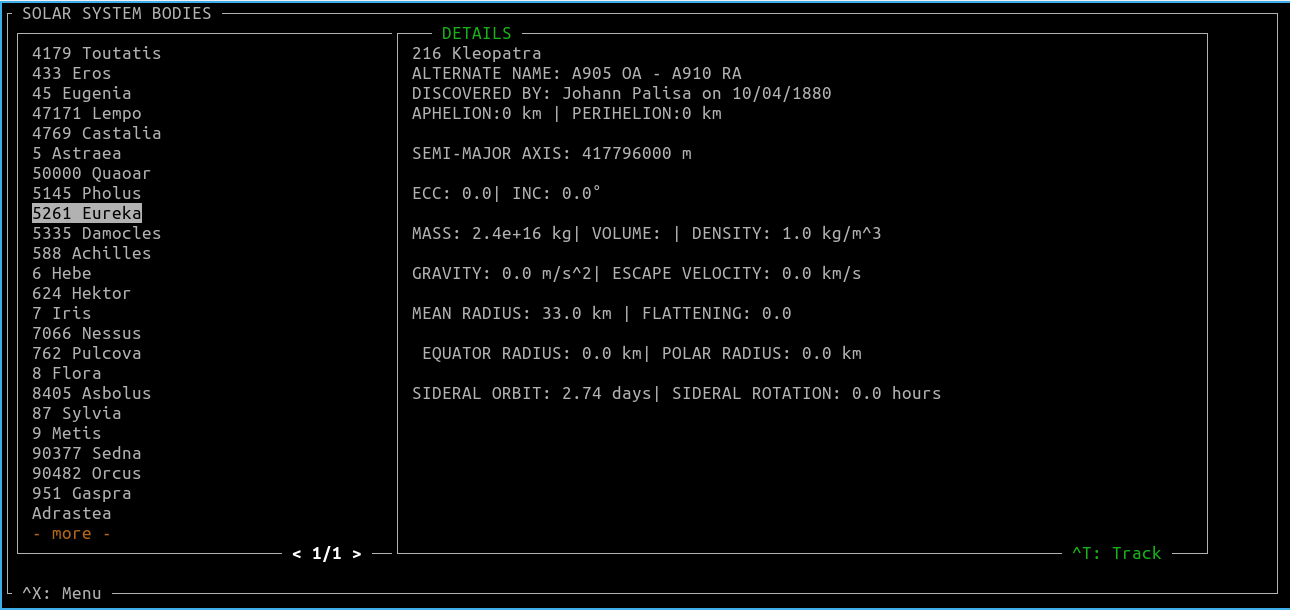 SOLAR SYSTEM BODIES
4179 Toutatis
433 Eros
45 Eugenia
47171 Lempo
4769 Castalia
5 Astraea
50000 Quaoar
5145 Pholus
5261 Eureka
5335 Damocles
588 Achilles
6 Hebe
624 Hektor
7 Iris
7066 Nessus
762 Pulcova
8 Flora
8405 Asbolus
87 Sylvia
9 Metis
90377 Sedna
90482 Orcus
951 Gaspra
Adrastea
- more -
< 1/1 >
DETAILS
216 Kleopatra
ALTERNATE NAME: A905 OA - A910 RA
DISCOVERED BY: Johann Palisa on 10/04/1880
APHELION:0 km | PERIHELION:0 km
SEMI-MAJOR AXIS: 417796000 m
ECC: 0.0| INC: 0.0°
MASS: 2.4e+16 kg| VOLUME: | DENSITY: 1.0 kg/m^3
GRAVITY: 0.0 m/s^2| ESCAPE VELOCITY: 0.0 km/s
MEAN RADIUS: 33.0 km | FLATTENING: 0.0
EQUATOR RADIUS: 0.0 km| POLAR RADIUS: 0.0 km
SIDERAL ORBIT: 2.74 days| SIDERAL ROTATION: 0.0 hours
^T: Track
^X: Menu